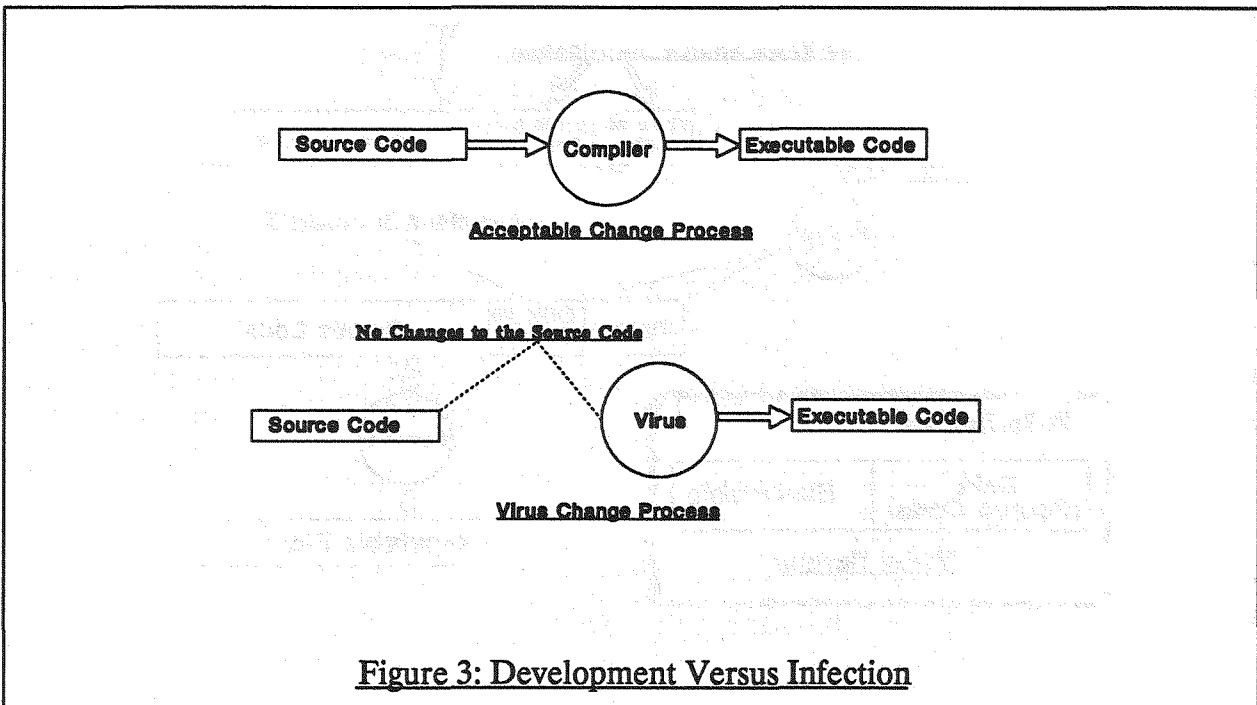 Source Code
Compiler
Executable Code
Acceptable Change Process
No Changes to the Source Code
Source Code
Virus
Executable Code
Virus Change Process
Figure 3: Development Versus Infection